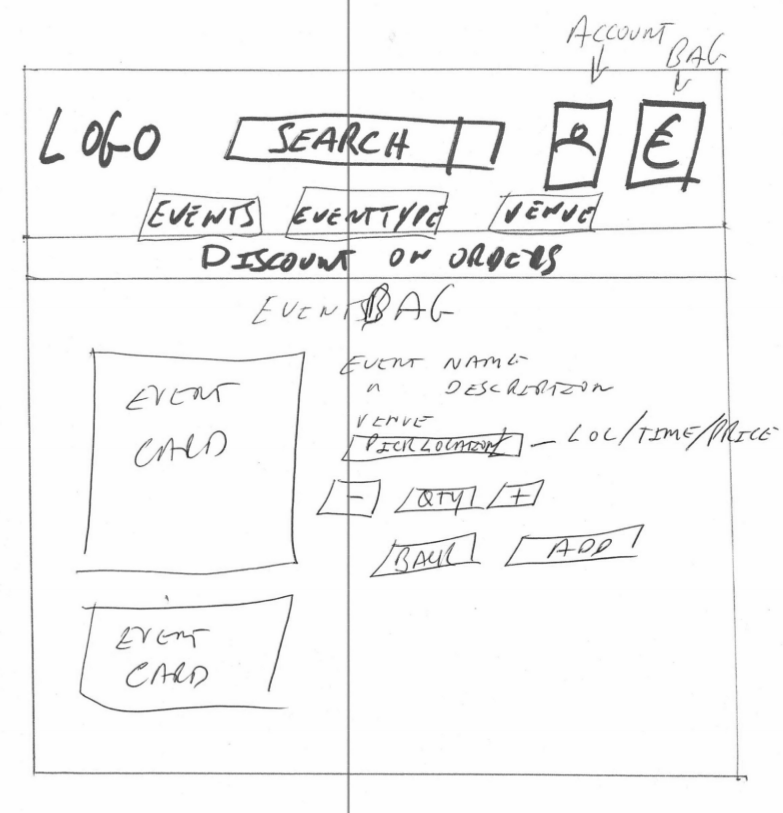 ACCOUNT
BAG
LOGO
SEARCH
€
EVENTS
EVENTTYPE
VENUE
DISCOUNT ON ORDERS
EVENTSBAG
EVENT CARD
EVENT NAME
" DESCRIPTION
VENUE
PICK LOCATION - LOC/TIME/PRICE
- QTY +
BACK ADD
EVENT
CARD